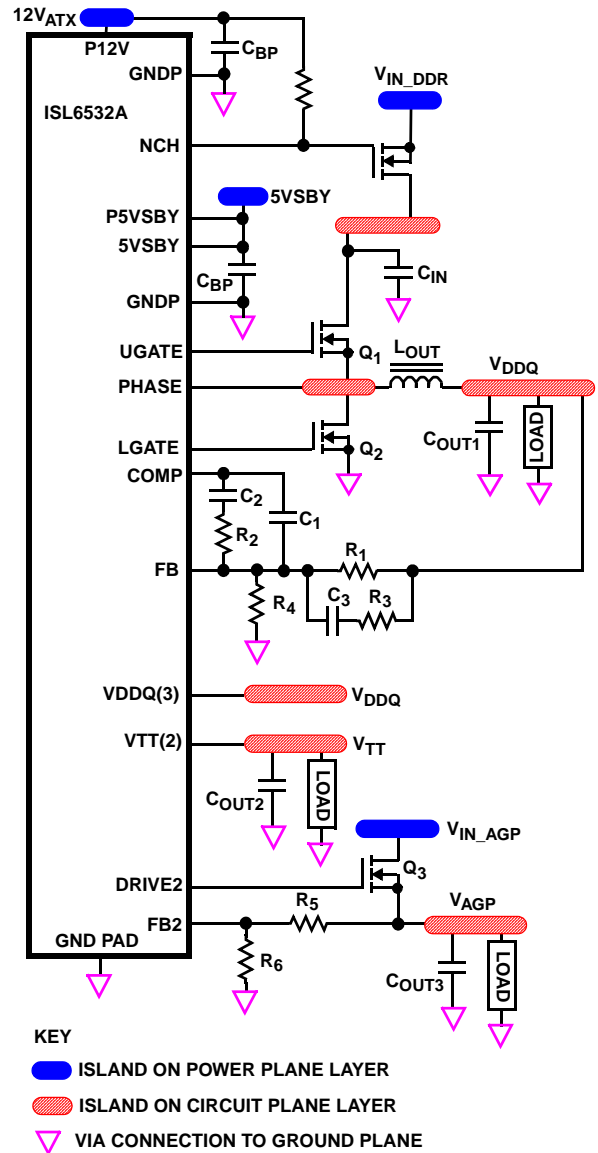 12VATX
P12V
CBP
GNDP
VIN_DDR
ISL6532A
NCH
5VSBY
P5VSBY
5VSBY
CBP
CIN
GNDP
UGATE
Q1
LOUT
VDDQ
PHASE
COUT1
LOAD
LGATE
Q2
COMP
C2
C1
R2
R1
FB
C3
R3
R4
VDDQ(3)
VDDQ
VTT(2)
VTT
COUT2
LOAD
VIN_AGP
Q3
DRIVE2
R5
VAGP
FB2
GND PAD
R6
COUT3
LOAD
KEY
ISLAND ON POWER PLANE LAYER
ISLAND ON CIRCUIT PLANE LAYER
VIA CONNECTION TO GROUND PLANE